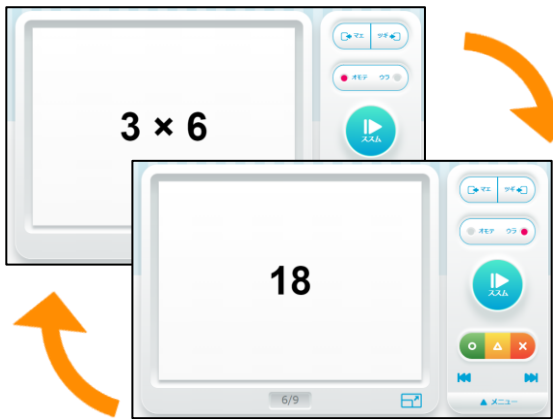 マエ ツギ
オモテ ウラ
3 × 6
ススム
マエ ツギ
オモテ ウラ
18
ススム
6/9
▲ メニュー